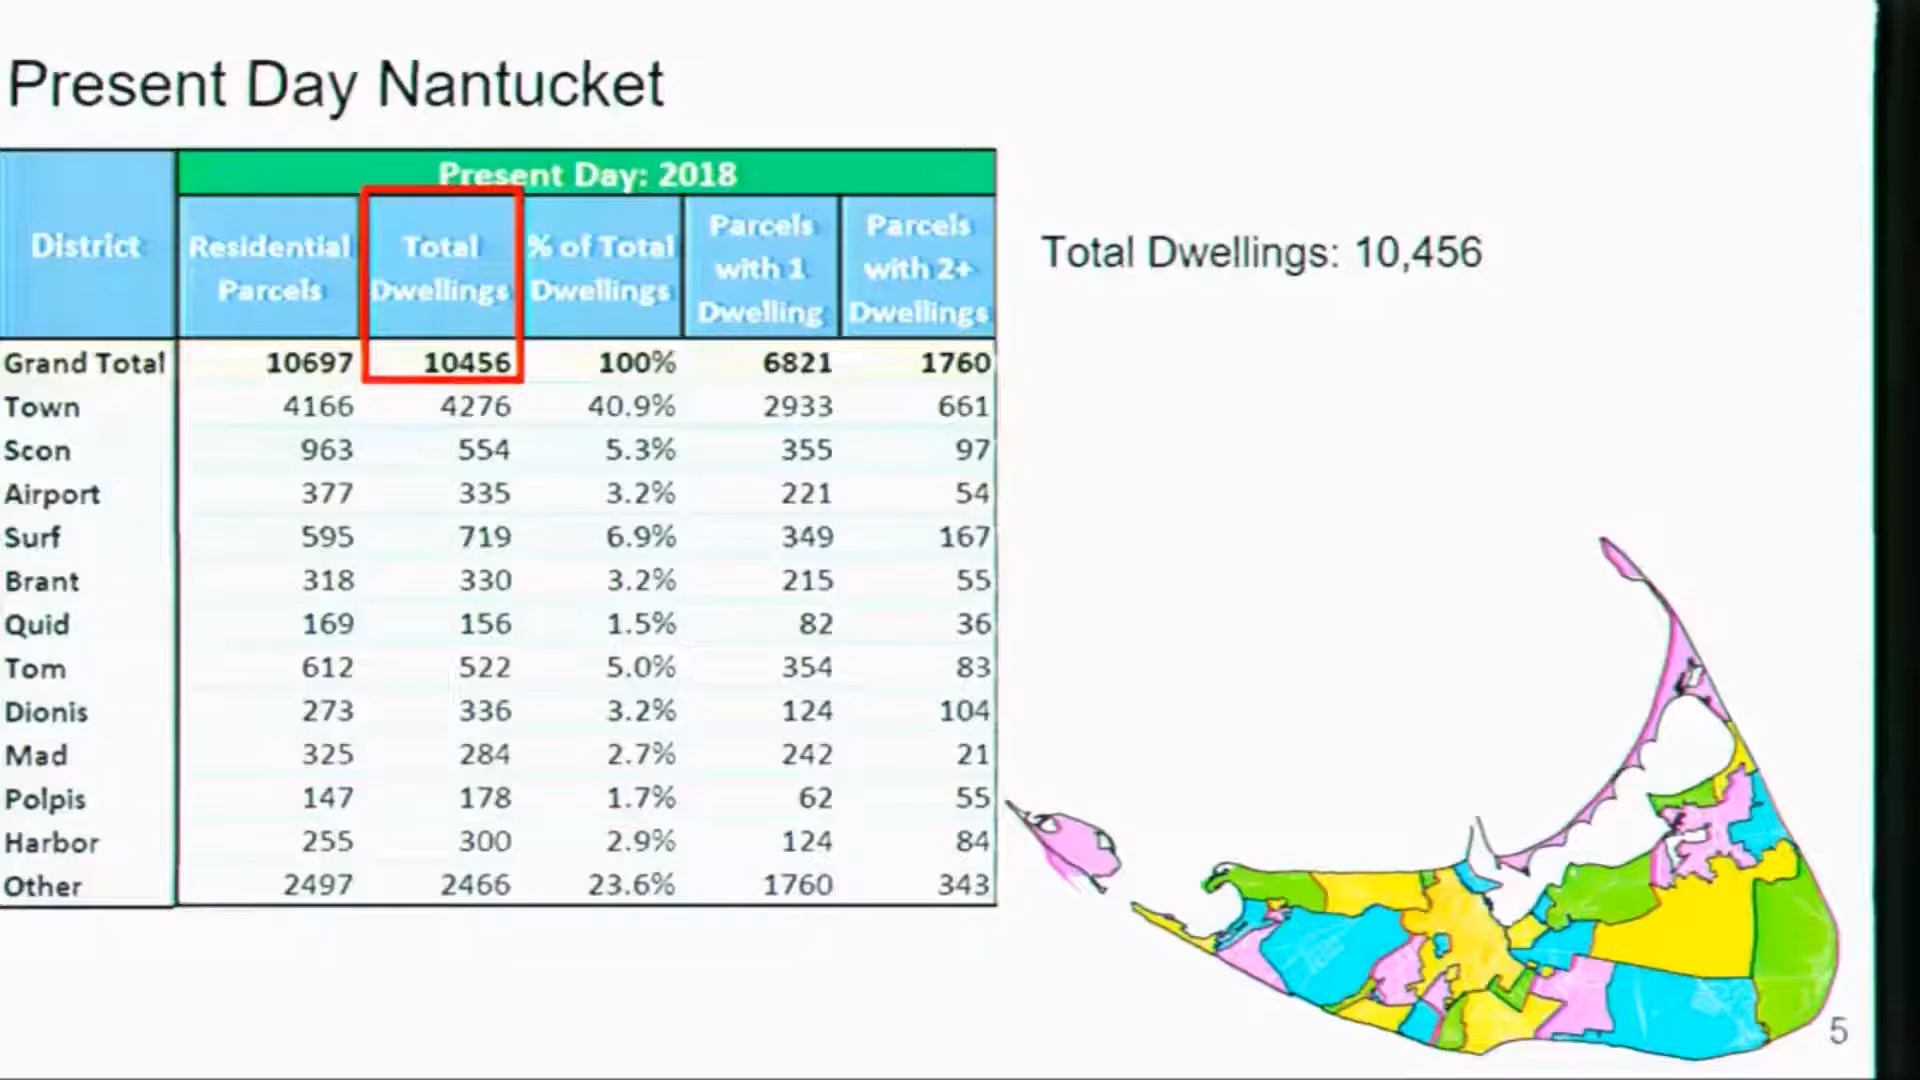 Present Day Nantucket
Present Day: 2018
District
Residential Parcels
Total Dwellings
% of Total Dwellings
Parcels with 1 Dwelling
Parcels with 2+ Dwellings
Grand Total 10697 10456 100% 6821 1760
Town 4166 4276 40.9% 2933 661
Scon 963 554 5.3% 355 97
Airport 377 335 3.2% 221 54
Surf 595 719 6.9% 349 167
Brant 318 330 3.2% 215 55
Quid 169 156 1.5% 82 36
Tom 612 522 5.0% 354 83
Dionis 273 336 3.2% 124 104
Mad 325 284 2.7% 242 21
Polpis 147 178 1.7% 62 55
Harbor 255 300 2.9% 124 84
Other 2497 2466 23.6% 1760 343
Total Dwellings: 10,456
5